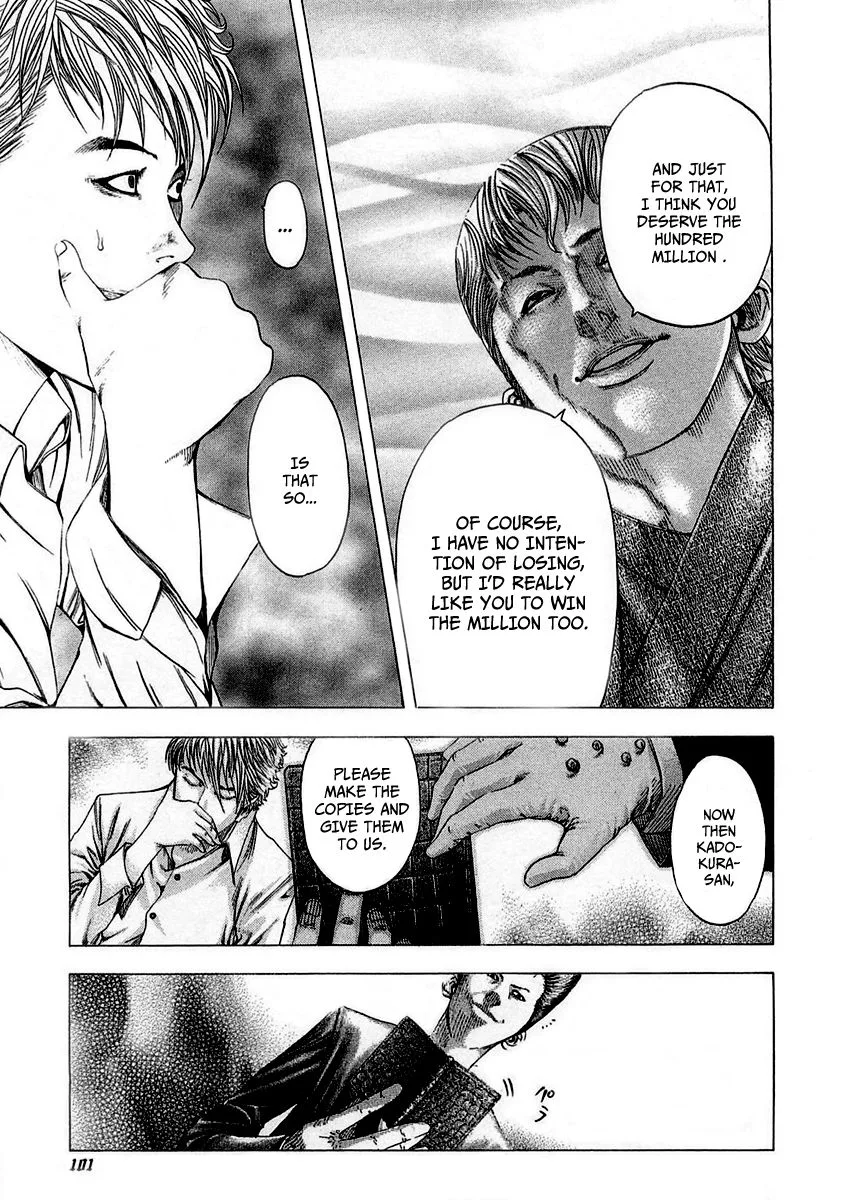 AND JUST
FOR THAT,
I THINK YOU
DESERVE THE
HUNDRED
MILLION .
OF COURSE,
I HAVE NO INTEN-
TION OF LOSING,
BUT I'D REALLY
LIKE YOU TO WIN
THE MILLION TOO.
...
IS
THAT
SO...
NOW
THEN
KADO-
KURA-
SAN,
PLEASE
MAKE THE
COPIES AND
GIVE THEM
TO US.
ペラ
101